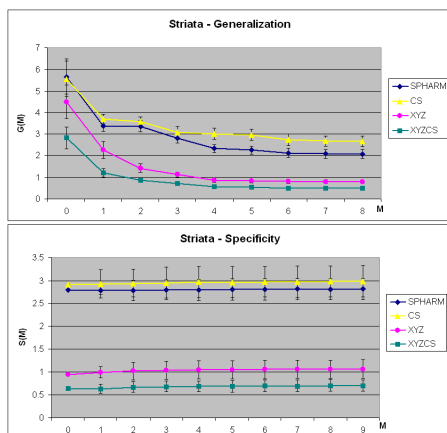 Striata - Generalization
7
6
5
4
3
2
1
0
G(M)
0 1 2 3 4 5 6 7 8
M
SPHARM
CS
XYZ
XYZCS
Striata - Specificity
3.5
3
2.5
2
1.5
1
0.5
0
S(M)
0 1 2 3 4 5 6 7 8 9
M
SPHARM
CS
XYZ
XYZCS